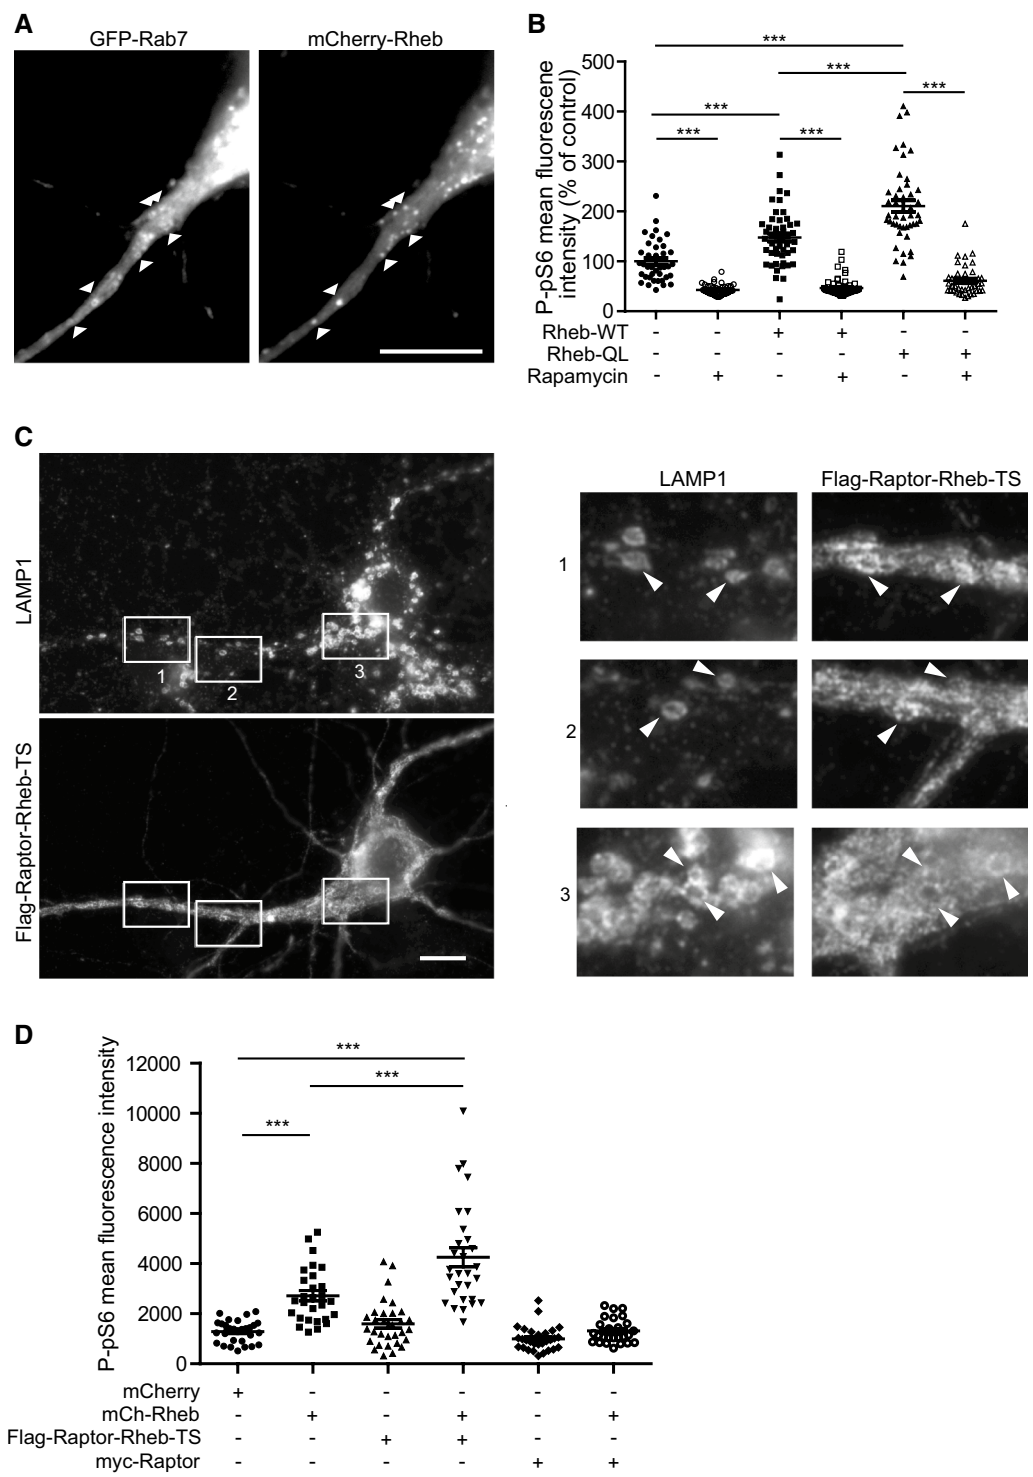 A
GFP-Rab7
mCherry-Rheb
B
P-pS6 mean fluorescene
intensity (% of control)
500
400
300
200
100
0
***
***
***
*** *** ***
Rheb-WT - - + + - -
Rheb-QL - - - - + +
Rapamycin - + - + - +
C
LAMP1
1
2
3
Flag-Raptor-Rheb-TS
LAMP1
Flag-Raptor-Rheb-TS
1
2
3
D
P-pS6 mean fluorescence intensity
12000
10000
8000
6000
4000
2000
0
***
***
***
mCherry + - - - - -
mCh-Rheb - + - + - +
Flag-Raptor-Rheb-TS - - + + - -
myc-Raptor - - - - + +